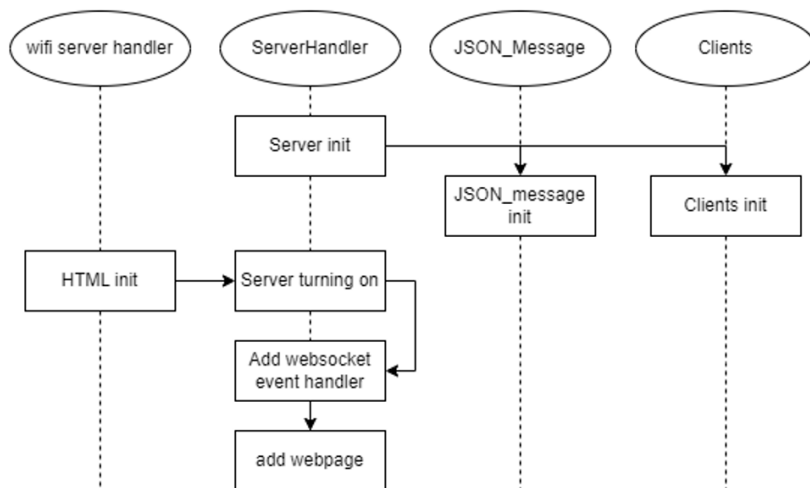 wifi server handler
ServerHandler
JSON_Message
Clients
Server init
JSON_message
init
Clients init
HTML init
Server turning on
Add websocket
event handler
add webpage